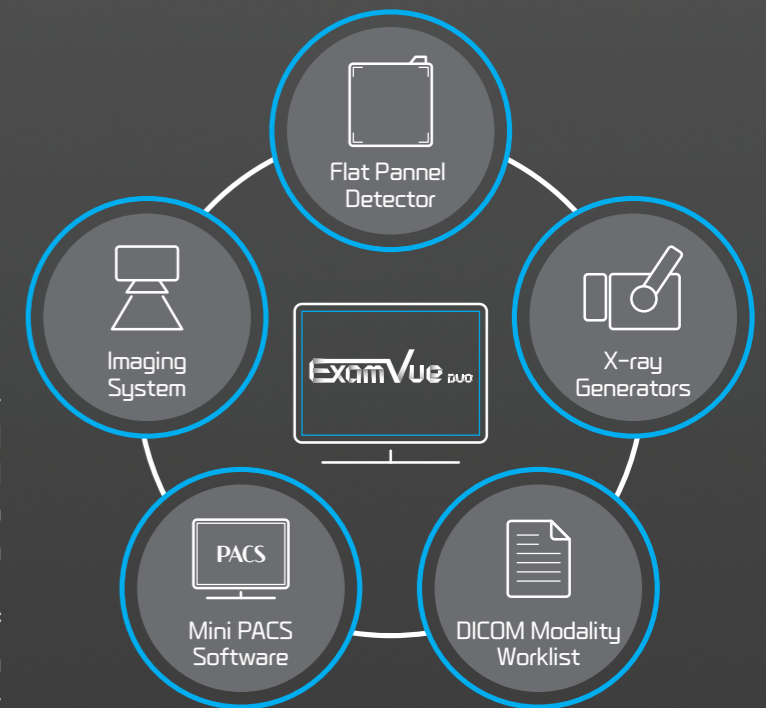 Flat Pannel
Detector
Imaging
System
ExamVue DUO
X-ray
Generators
PACS
Mini PACS
Software
DICOM Modality
Worklist